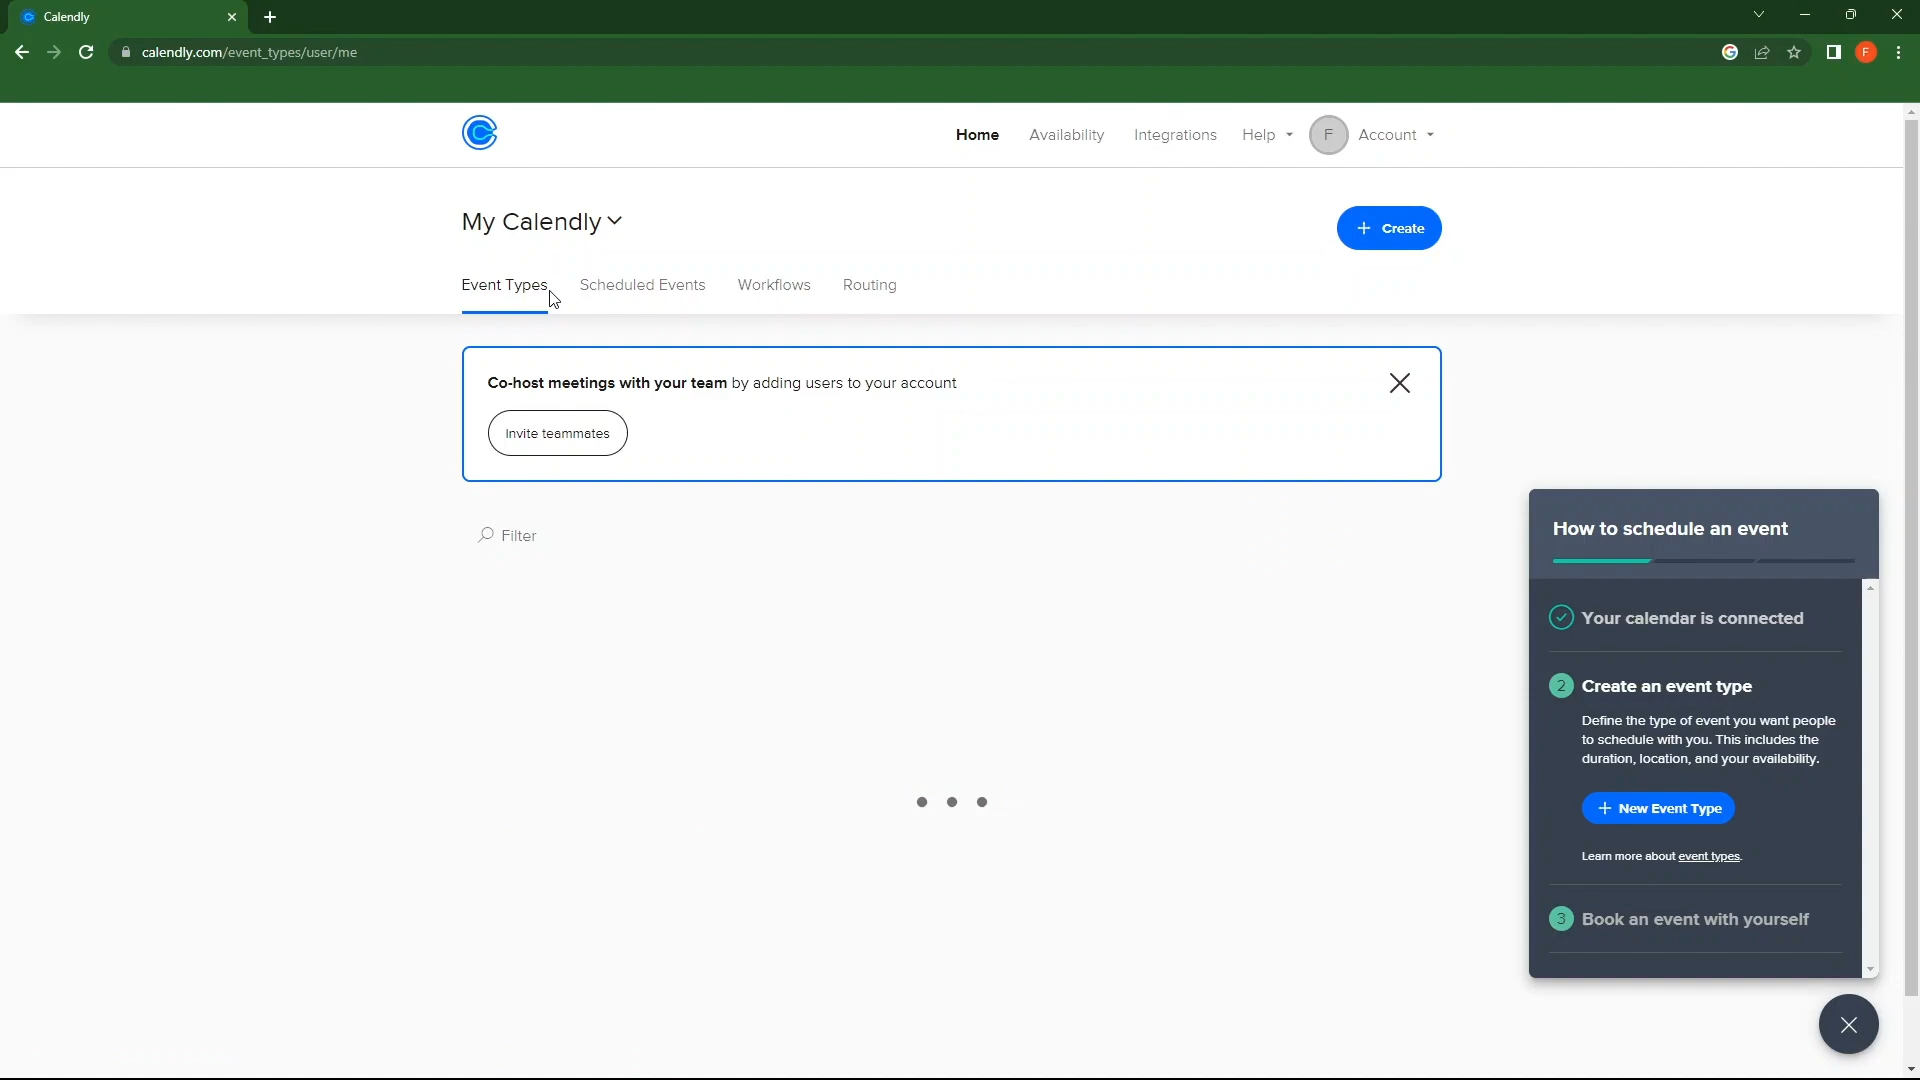 Calendly
calendly.com/event_types/user/me
F
Home Availability Integrations Help F Account
My Calendly
+ Create
Event Types Scheduled Events Workflows Routing
Co-host meetings with your team by adding users to your account
Invite teammates
Filter
How to schedule an event
Your calendar is connected
2 Create an event type
Define the type of event you want people
to schedule with you. This includes the
duration, location, and your availability.
+ New Event Type
Learn more about event types.
3 Book an event with yourself